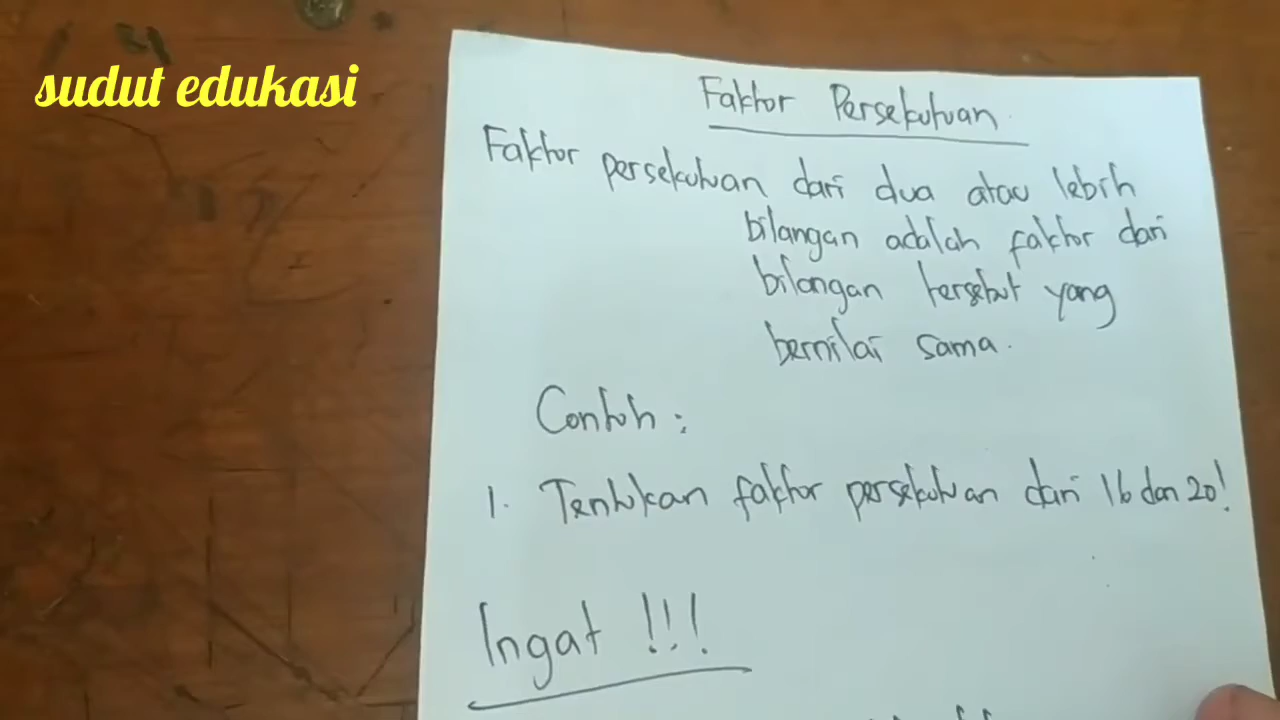 sudut edukasi
Faktor Persekutuan.
Faktor persekutuan dari dua atau lebih
bilangan adalah faktor dari
bilangan tersebut yang
bernilai sama.
Contoh :
1. Tentukan faktor persekutuan dari 16 dan 20!
Ingat !!!